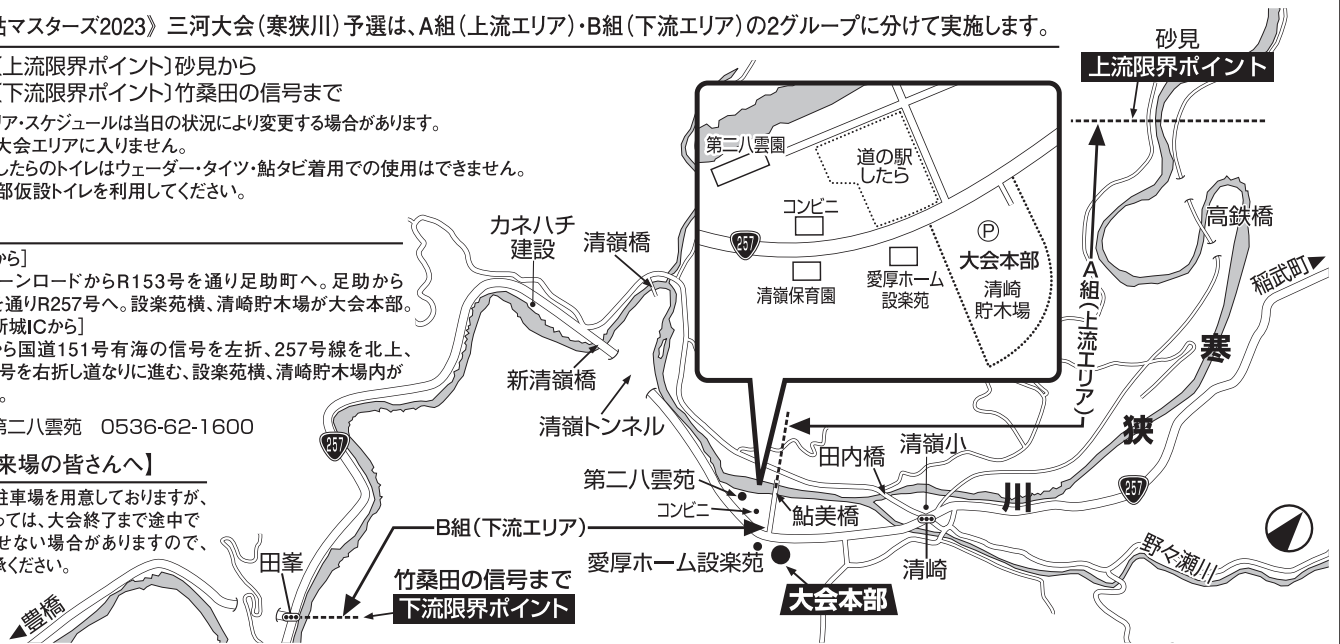 鮎マスターズ2023》 三河大会(寒狭川)予選は、A組(上流エリア)・B組(下流エリア)の2グループに分けて実施します。
〔上流限界ポイント〕砂見から
〔下流限界ポイント〕竹桑田の信号まで
リア・スケジュールは当日の状況により変更する場合があります。
大会エリアに入りません。
したらのトイレはウェーダー・タイツ・鮎タビ着用での使用はできません。
部仮設トイレを利用してください。
から]
ーンロードからR153号を通り足助町へ。足助から
を通りR257号へ。設楽苑横、清崎貯木場が大会本部。
新城ICから]
ら国道151号有海の信号を左折、257号線を北上、
号を右折し道なりに進む、設楽苑横、清崎貯木場内が
。
第二八雲苑 0536-62-1600
来場の皆さんへ】
駐車場を用意しておりますが、
っては、大会終了まで途中で
せない場合がありますので、
承ください。
砂見
上流限界ポイント
第二八雲園
道の駅
したら
コンビニ
257
清嶺保育園
愛厚ホーム
設楽苑
P
大会本部
清崎
貯木場
高鉄橋
稲武町
A組(上流エリア)
カネハチ
建設
清嶺橋
新清嶺橋
清嶺トンネル
257
寒狭川
257
田内橋
清嶺小
第二八雲苑
コンビニ
鮎美橋
B組(下流エリア)
愛厚ホーム設楽苑
大会本部
清崎
野々瀬川
田峯
竹桑田の信号まで
下流限界ポイント
豊橋